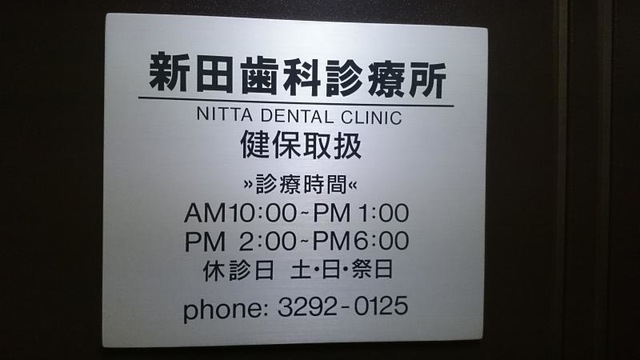 新田歯科診療所
NITTA DENTAL CLINIC
健保取扱
»診療時間«
AM10:00~PM 1:00
PM 2:00~PM6:00
休診日 土・日・祭日
phone: 3292-0125